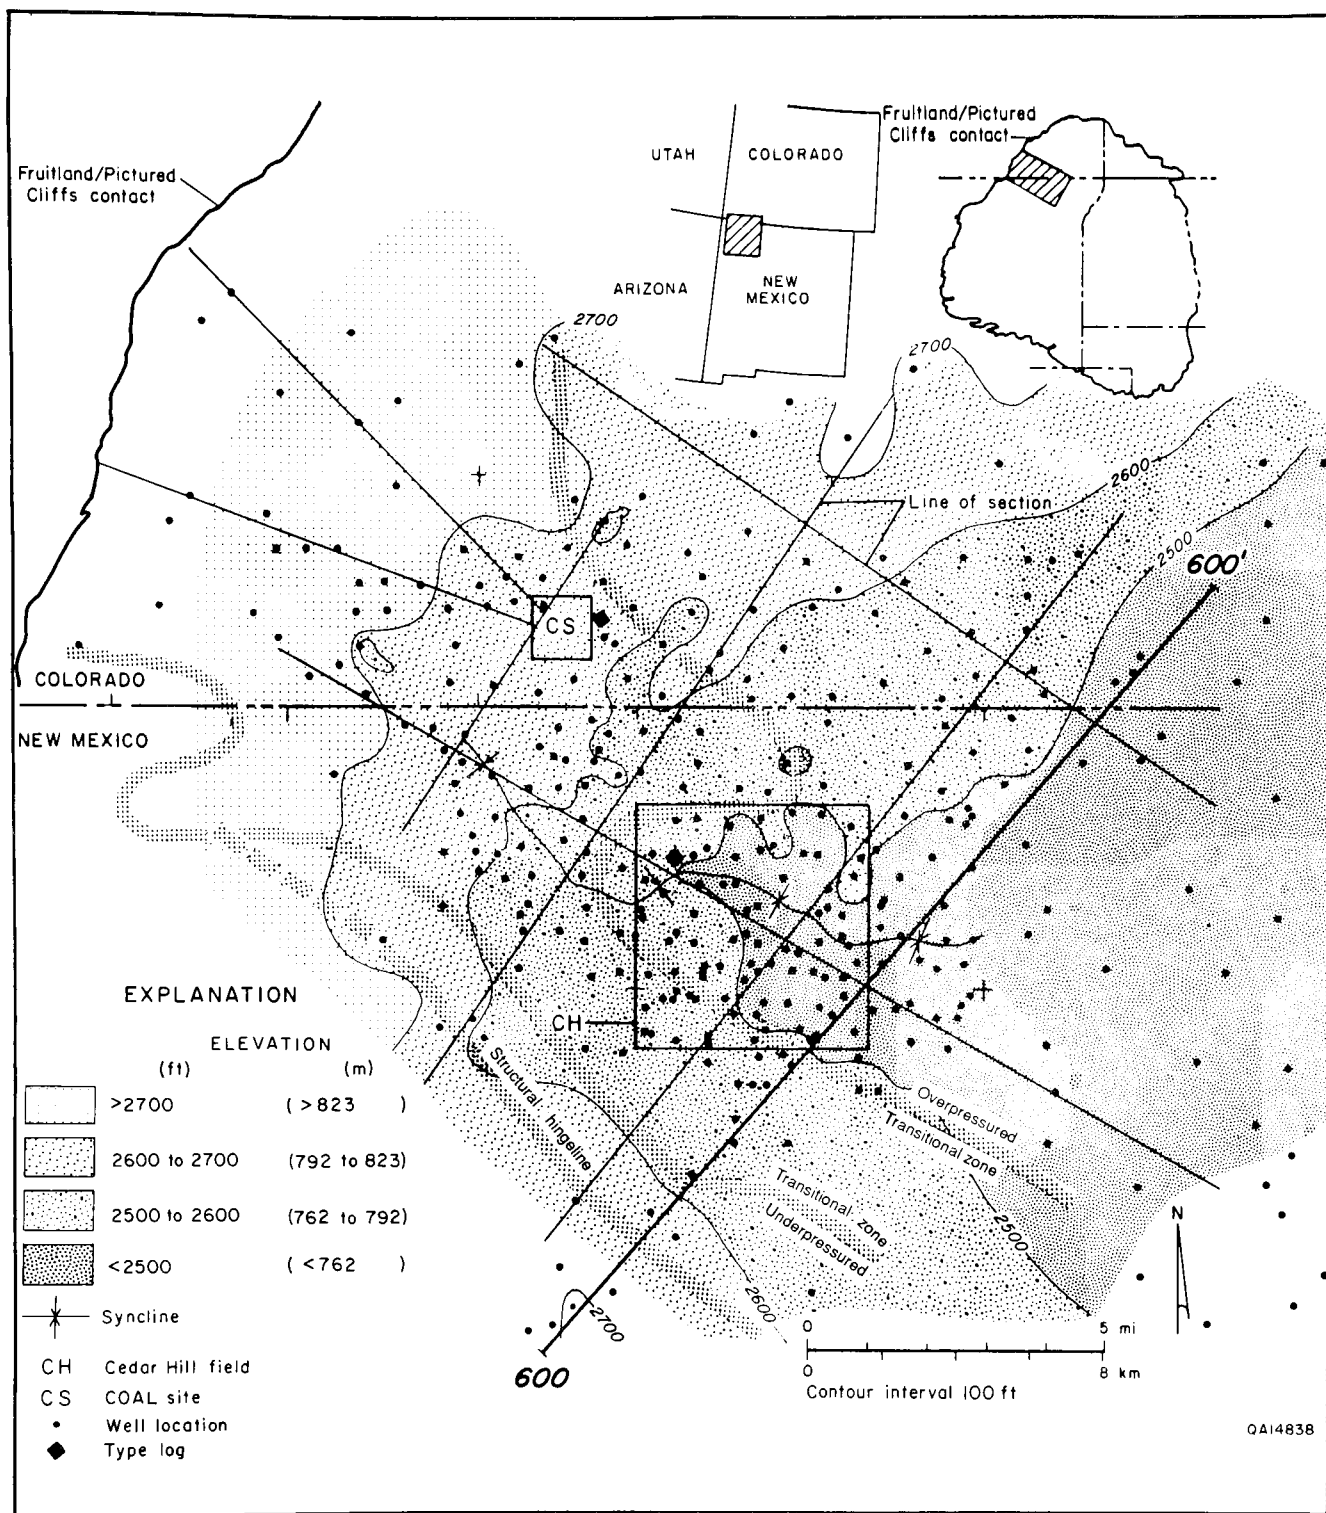 Fruitland/Pictured
Cliffs contact
UTAH
COLORADO
ARIZONA
NEW
MEXICO
Fruitland/Pictured
Cliffs contact
2700
2700
2600
2500
Line of section
600'
CS
COLORADO
NEW MEXICO
CH
Structural hingeline
Overpressured
Transitional zone
Transitional zone
Underpressured
2500
2600
2700
600
N
EXPLANATION
ELEVATION
(ft) (m)
>2700 ( >823 )
2600 to 2700 (792 to 823)
2500 to 2600 (762 to 792)
<2500 ( <762 )
Syncline
CH Cedar Hill field
CS COAL site
Well location
Type log
0 5 mi
0 8 km
Contour interval 100 ft
QA14838